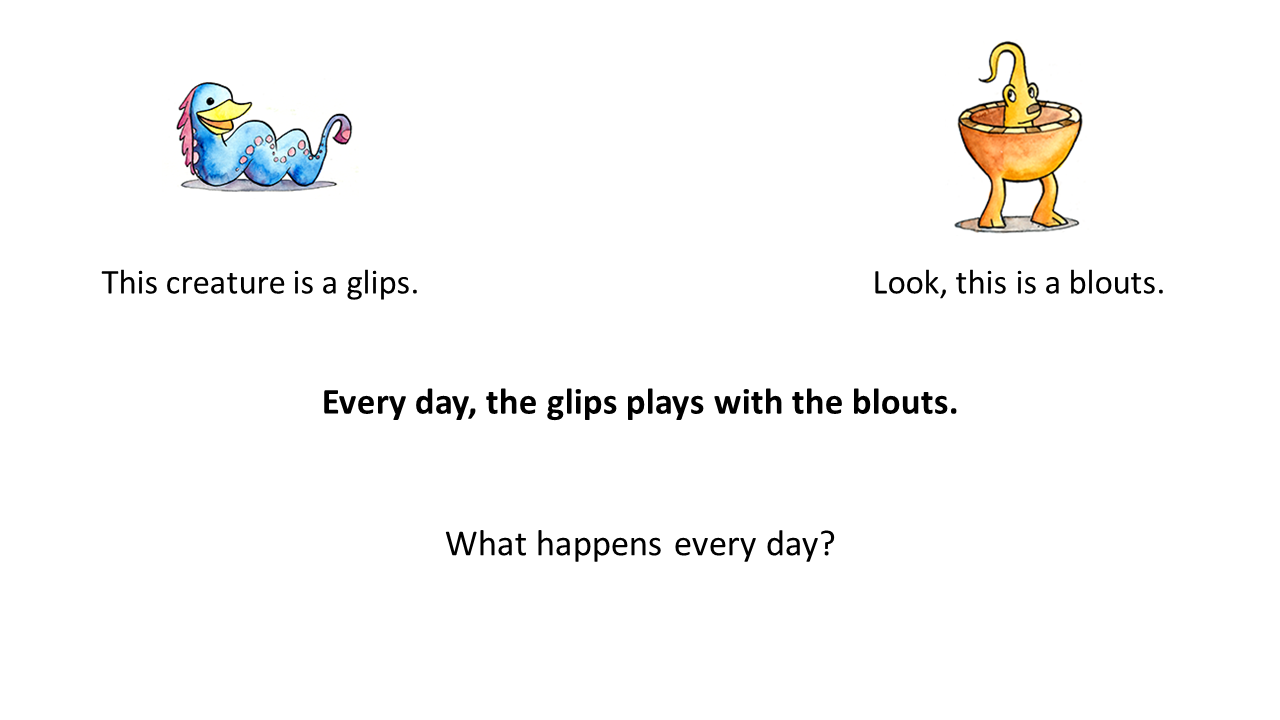 This creature is a glips.
Look, this is a blouts.
Every day, the glips plays with the blouts.
What happens every day?